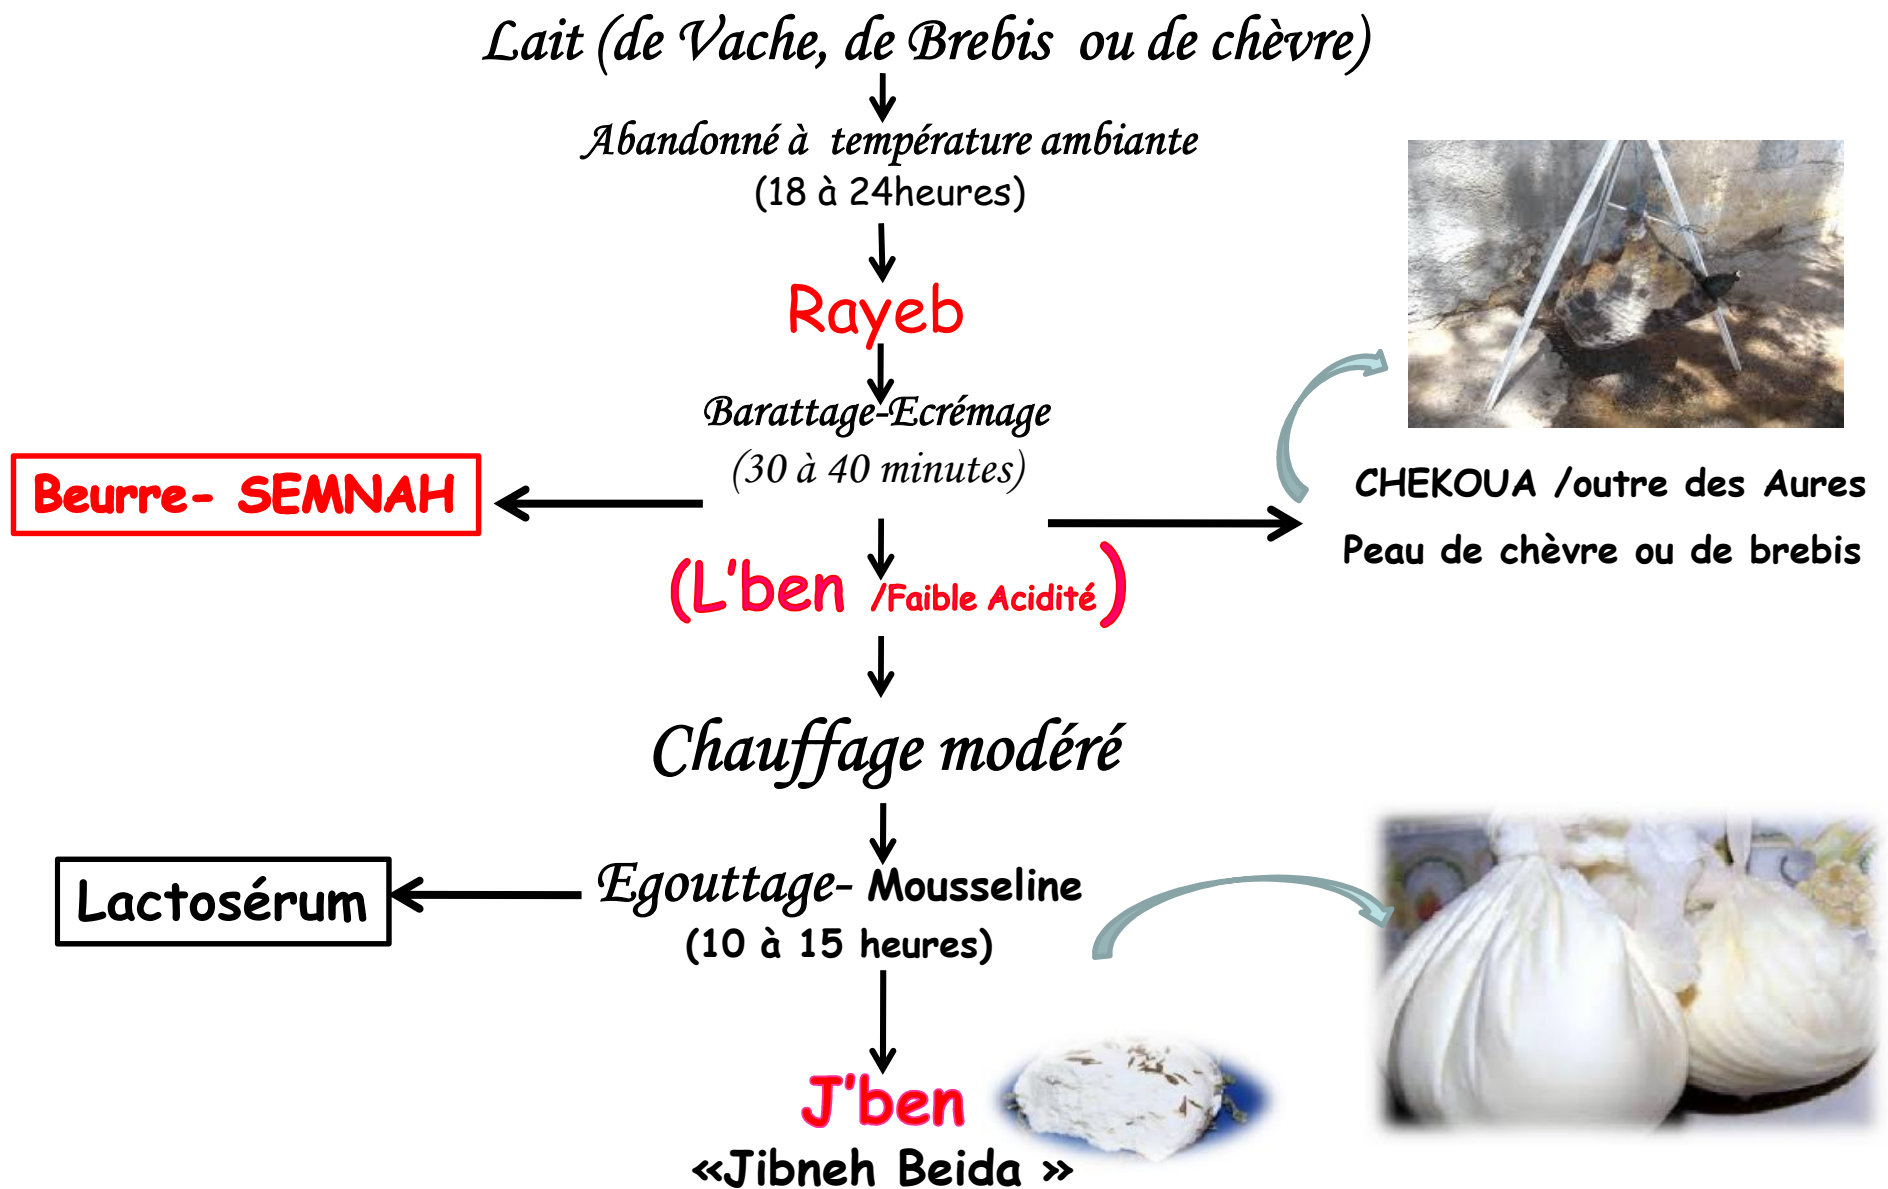 Lait (de Vache, de Brebis ou de chèvre)
Abandonné à température ambiante
(18 à 24heures)
Rayeb
Barattage-Ecrémage
(30 à 40 minutes)
Beurre- SEMNAH
CHEKOUA /outre des Aures
Peau de chèvre ou de brebis
(L'ben /Faible Acidité)
Chauffage modéré
Egouttage- Mousseline
Lactosérum
(10 à 15 heures)
J'ben
«Jibneh Beida »